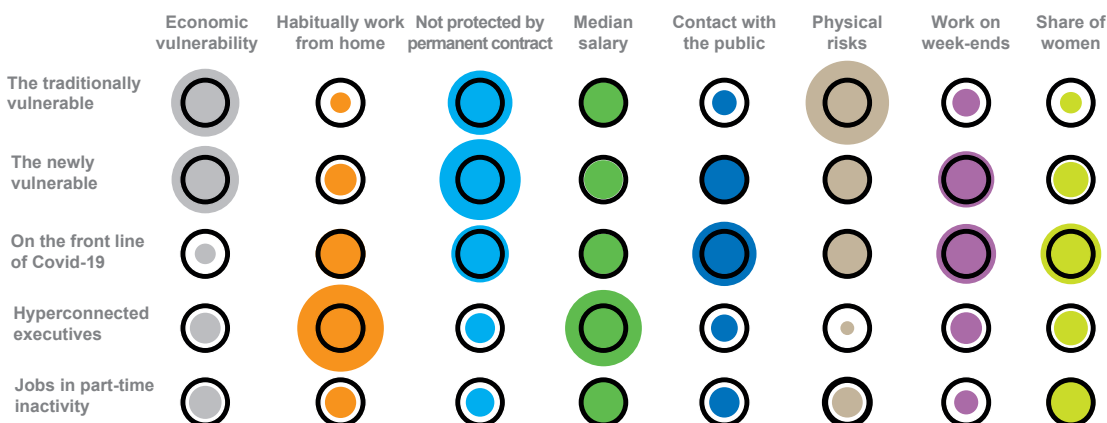 Economic
vulnerability
Habitually work
from home
Not protected by
permanent contract
Median
salary
Contact with
the public
Physical
risks
Work on
week-ends
Share of
women
The traditionally
vulnerable
The newly
vulnerable
On the front line
of Covid-19
Hyperconnected
executives
Jobs in part-time
inactivity